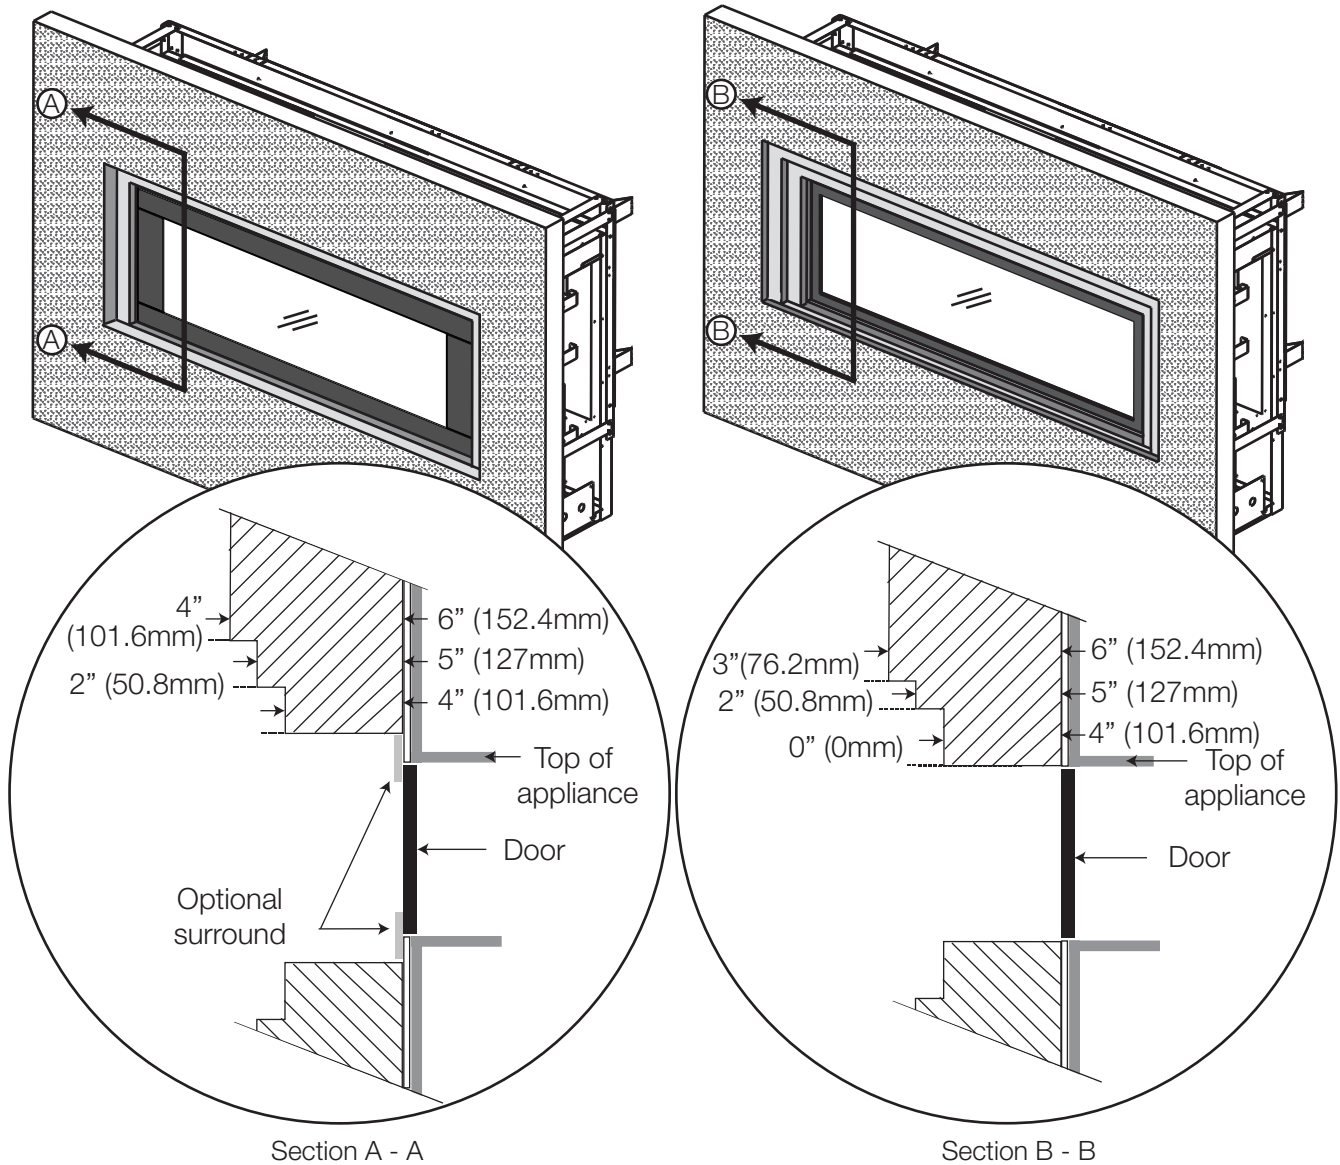 A
A
B
B
4”
(101.6mm)
2” (50.8mm)
6” (152.4mm)
5” (127mm)
4” (101.6mm)
Top of
appliance
Door
Optional
surround
Section A - A
3”(76.2mm)
2” (50.8mm)
0” (0mm)
6” (152.4mm)
5” (127mm)
4” (101.6mm)
Top of
appliance
Door
Section B - B